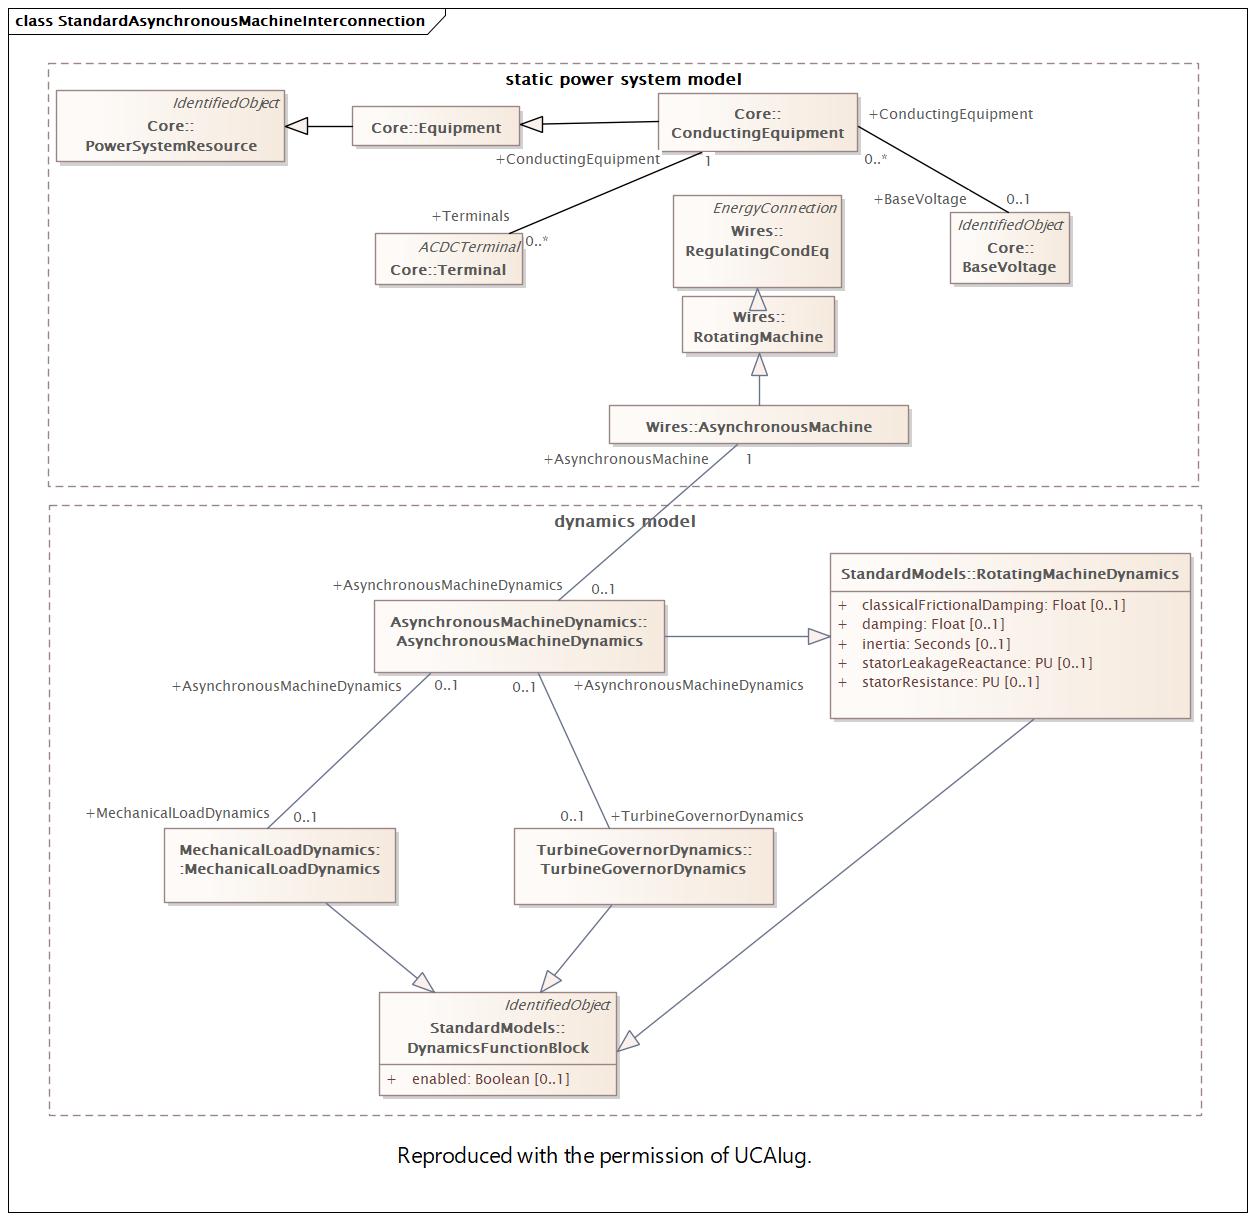 class StandardAsynchronousMachineInterconnection
static power system model
IdentifiedObject
Core::
PowerSystemResource
Core::Equipment
Core::
ConductingEquipment
+ConductingEquipment
+ConductingEquipment
1
0..*
+BaseVoltage
0..1
+Terminals
0..*
ACDCTerminal
Core::Terminal
EnergyConnection
Wires::
RegulatingCondEq
IdentifiedObject
Core::
BaseVoltage
Wires::
RotatingMachine
Wires::AsynchronousMachine
+AsynchronousMachine
1
dynamics model
+AsynchronousMachineDynamics
0..1
AsynchronousMachineDynamics::
AsynchronousMachineDynamics
StandardModels::RotatingMachineDynamics
+ classicalFrictionalDamping: Float [0..1]
+ damping: Float [0..1]
+ inertia: Seconds [0..1]
+ statorLeakageReactance: PU [0..1]
+ statorResistance: PU [0..1]
+AsynchronousMachineDynamics
0..1
0..1
+AsynchronousMachineDynamics
+MechanicalLoadDynamics
0..1
0..1
+TurbineGovernorDynamics
MechanicalLoadDynamics:
:MechanicalLoadDynamics
TurbineGovernorDynamics::
TurbineGovernorDynamics
IdentifiedObject
StandardModels::
DynamicsFunctionBlock
+ enabled: Boolean [0..1]
Reproduced with the permission of UCAIug.